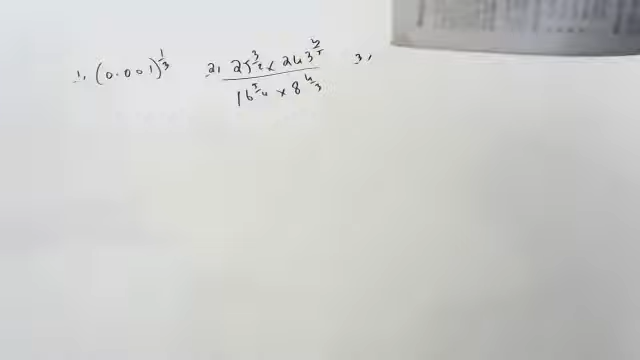 1, (0.001)^{1/3} 2, \frac{25^{3/2} × 243^{3/5}}{16^{5/4} × 8^{4/3}} 3,